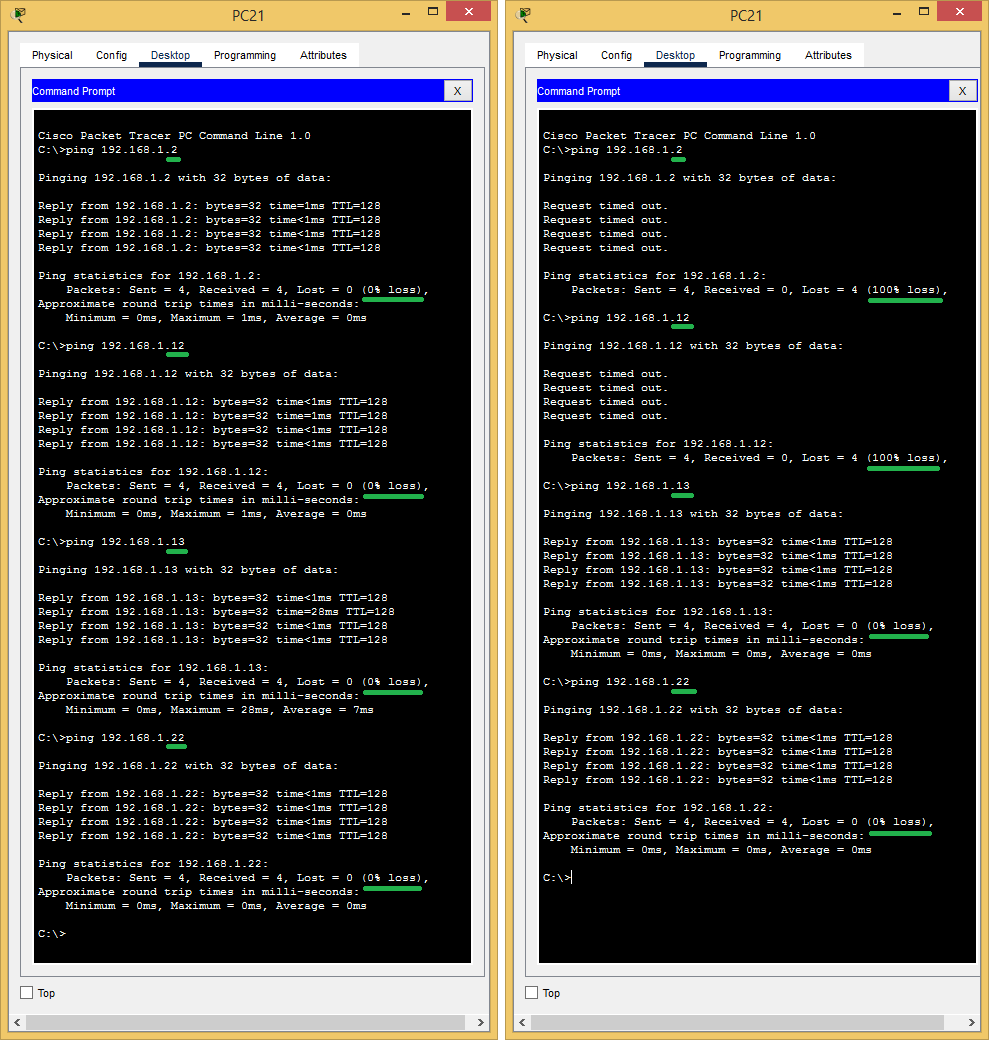 PC21
Physical Config Desktop Programming Attributes
Command Prompt X
Cisco Packet Tracer PC Command Line 1.0
C:\>ping 192.168.1.2
Pinging 192.168.1.2 with 32 bytes of data:
Reply from 192.168.1.2: bytes=32 time=1ms TTL=128
Reply from 192.168.1.2: bytes=32 time<1ms TTL=128
Reply from 192.168.1.2: bytes=32 time<1ms TTL=128
Reply from 192.168.1.2: bytes=32 time<1ms TTL=128
Ping statistics for 192.168.1.2:
Packets: Sent = 4, Received = 4, Lost = 0 (0% loss),
Approximate round trip times in milli-seconds:
Minimum = 0ms, Maximum = 1ms, Average = 0ms
C:\>ping 192.168.1.12
Pinging 192.168.1.12 with 32 bytes of data:
Reply from 192.168.1.12: bytes=32 time<1ms TTL=128
Reply from 192.168.1.12: bytes=32 time=1ms TTL=128
Reply from 192.168.1.12: bytes=32 time<1ms TTL=128
Reply from 192.168.1.12: bytes=32 time<1ms TTL=128
Ping statistics for 192.168.1.12:
Packets: Sent = 4, Received = 4, Lost = 0 (0% loss),
Approximate round trip times in milli-seconds:
Minimum = 0ms, Maximum = 1ms, Average = 0ms
C:\>ping 192.168.1.13
Pinging 192.168.1.13 with 32 bytes of data:
Reply from 192.168.1.13: bytes=32 time<1ms TTL=128
Reply from 192.168.1.13: bytes=32 time=28ms TTL=128
Reply from 192.168.1.13: bytes=32 time<1ms TTL=128
Reply from 192.168.1.13: bytes=32 time<1ms TTL=128
Ping statistics for 192.168.1.13:
Packets: Sent = 4, Received = 4, Lost = 0 (0% loss),
Approximate round trip times in milli-seconds:
Minimum = 0ms, Maximum = 28ms, Average = 7ms
C:\>ping 192.168.1.22
Pinging 192.168.1.22 with 32 bytes of data:
Reply from 192.168.1.22: bytes=32 time<1ms TTL=128
Reply from 192.168.1.22: bytes=32 time<1ms TTL=128
Reply from 192.168.1.22: bytes=32 time<1ms TTL=128
Reply from 192.168.1.22: bytes=32 time<1ms TTL=128
Ping statistics for 192.168.1.22:
Packets: Sent = 4, Received = 4, Lost = 0 (0% loss),
Approximate round trip times in milli-seconds:
Minimum = 0ms, Maximum = 0ms, Average = 0ms
C:\>
Top
PC21
Physical Config Desktop Programming Attributes
Command Prompt X
Cisco Packet Tracer PC Command Line 1.0
C:\>ping 192.168.1.2
Pinging 192.168.1.2 with 32 bytes of data:
Request timed out.
Request timed out.
Request timed out.
Request timed out.
Ping statistics for 192.168.1.2:
Packets: Sent = 4, Received = 0, Lost = 4 (100% loss),
C:\>ping 192.168.1.12
Pinging 192.168.1.12 with 32 bytes of data:
Request timed out.
Request timed out.
Request timed out.
Request timed out.
Ping statistics for 192.168.1.12:
Packets: Sent = 4, Received = 0, Lost = 4 (100% loss),
C:\>ping 192.168.1.13
Pinging 192.168.1.13 with 32 bytes of data:
Reply from 192.168.1.13: bytes=32 time<1ms TTL=128
Reply from 192.168.1.13: bytes=32 time<1ms TTL=128
Reply from 192.168.1.13: bytes=32 time<1ms TTL=128
Reply from 192.168.1.13: bytes=32 time<1ms TTL=128
Ping statistics for 192.168.1.13:
Packets: Sent = 4, Received = 4, Lost = 0 (0% loss),
Approximate round trip times in milli-seconds:
Minimum = 0ms, Maximum = 0ms, Average = 0ms
C:\>ping 192.168.1.22
Pinging 192.168.1.22 with 32 bytes of data:
Reply from 192.168.1.22: bytes=32 time<1ms TTL=128
Reply from 192.168.1.22: bytes=32 time<1ms TTL=128
Reply from 192.168.1.22: bytes=32 time<1ms TTL=128
Reply from 192.168.1.22: bytes=32 time<1ms TTL=128
Ping statistics for 192.168.1.22:
Packets: Sent = 4, Received = 4, Lost = 0 (0% loss),
Approximate round trip times in milli-seconds:
Minimum = 0ms, Maximum = 0ms, Average = 0ms
C:\>
Top